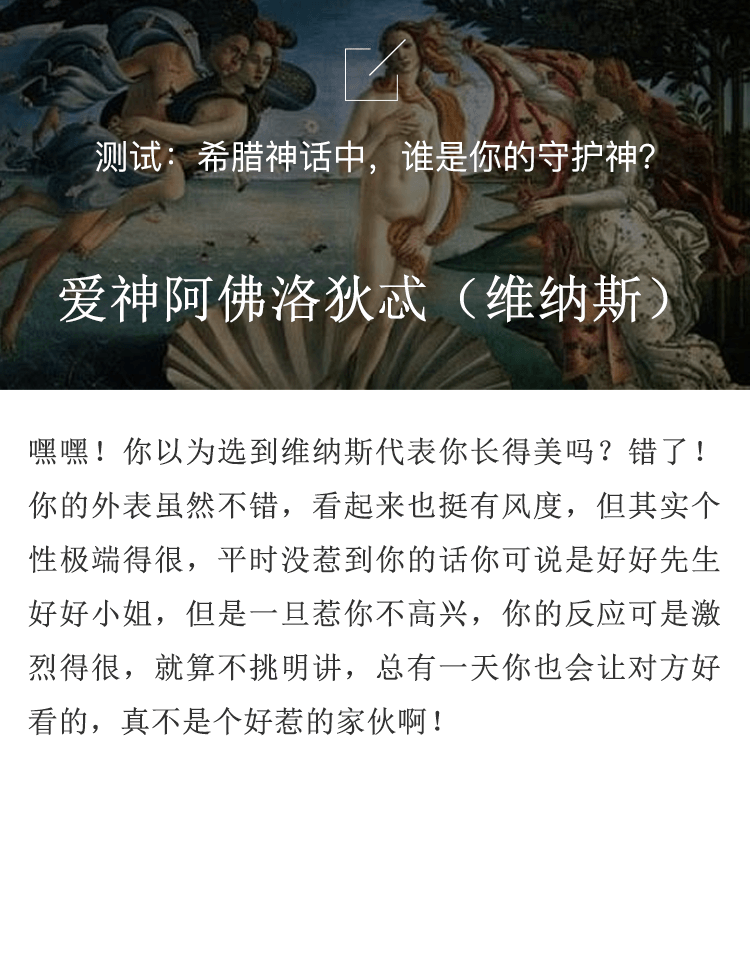 测试：希腊神话中，谁是你的守护神？
爱神阿佛洛狄忒（维纳斯）
嘿嘿！你以为选到维纳斯代表你长得美吗？错了！
你的外表虽然不错，看起来也挺有风度，但其实个
性极端得很，平时没惹到你的话你可说是好好先生
好好小姐，但是一旦惹你不高兴，你的反应可是激
烈得很，就算不挑明讲，总有一天你也会让对方好
看的，真不是个好惹的家伙啊！